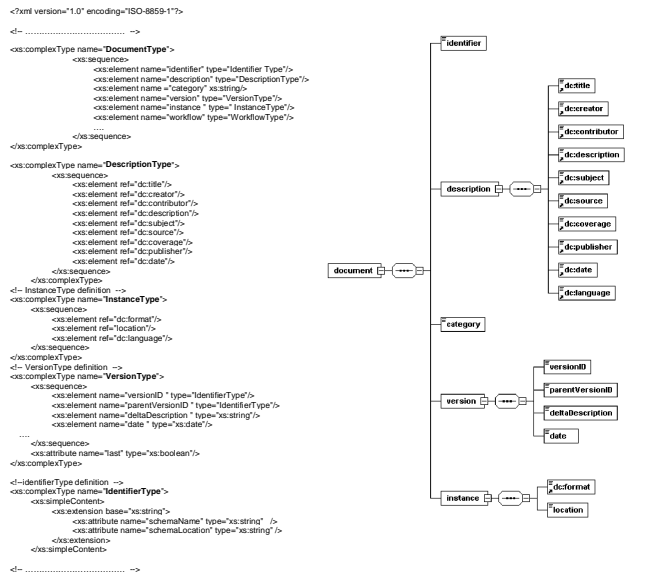 <?xml version="1.0" encoding="ISO-8859-1"?>
<!-- ..................................... -->
<xs:complexType name="DocumentType">
<xs:sequence>
<xs:element name="identifier" type="Identifier Type"/>
<xs:element name="description" type="DescriptionType"/>
<xs:element name ="category" xs:string/>
<xs:element name="version" type="VersionType"/>
<xs:element name="instance " type=" InstanceType"/>
<xs:element name="workflow" type="WorkflowType"/>
....
</xs:sequence>
</xs:complexType>
<xs:complexType name="DescriptionType">
<xs:sequence>
<xs:element ref="dc:title"/>
<xs:element ref="dc:creator"/>
<xs:element ref="dc:contributor"/>
<xs:element ref="dc:description"/>
<xs:element ref="dc:subject"/>
<xs:element ref="dc:source"/>
<xs:element ref="dc:coverage"/>
<xs:element ref="dc:publisher"/>
<xs:element ref="dc:date"/>
</xs:sequence>
</xs:complexType>
<!-- InstanceType definition -->
<xs:complexType name="InstanceType">
<xs:sequence>
<xs:element ref="dc:format"/>
<xs:element ref="location"/>
<xs:element ref="dc:language"/>
</xs:sequence>
</xs:complexType>
<!-- VersionType definition -->
<xs:complexType name="VersionType">
<xs:sequence>
<xs:element name="versionID " type="IdentifierType"/>
<xs:element name="parentVersionID " type="IdentifierType"/>
<xs:element name="deltaDescription " type="xs:string"/>
<xs:element name="date " type="xs:date"/>
....
</xs:sequence>
<xs:attribute name="last" type="xs:boolean"/>
</xs:complexType>
<!--identifierType definition -->
<xs:complexType name="IdentifierType">
<xs:simpleContent>
<xs:extension base="xs:string">
<xs:attribute name="schemaName" type="xs:string" />
<xs:attribute name="schemaLocation" type="xs:string" />
</xs:extension>
</xs:simpleContent>
<!-- ..................................... -->
document
identifier
description
dc:title
dc:creator
dc:contributor
dc:description
dc:subject
dc:source
dc:coverage
dc:publisher
dc:date
dc:language
category
version
versionID
parentVersionID
deltaDescription
date
instance
dc:format
location